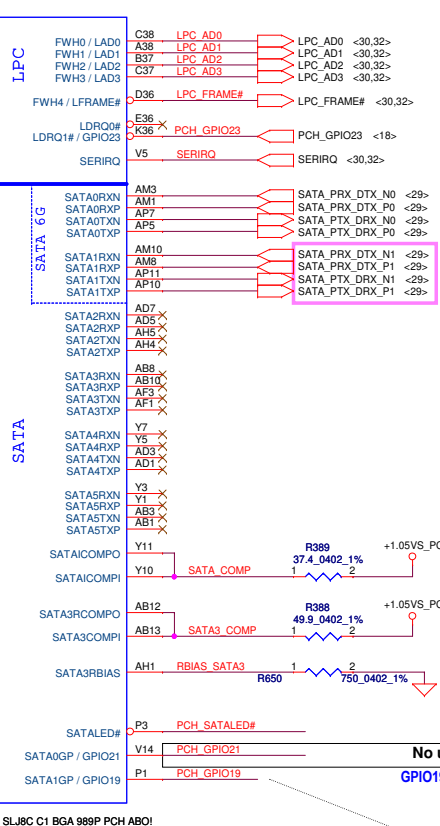 LPC
FWH0 / LAD0 C38 LPC_AD0 LPC_AD0 <30,32>
FWH1 / LAD1 A38 LPC_AD1 LPC_AD1 <30,32>
FWH2 / LAD2 B37 LPC_AD2 LPC_AD2 <30,32>
FWH3 / LAD3 C37 LPC_AD3 LPC_AD3 <30,32>
FWH4 / LFRAME# D36 LPC_FRAME# LPC_FRAME# <30,32>
LDRQ0# E36
LDRQ1# / GPIO23 K36 PCH_GPIO23 PCH_GPIO23 <18>
SERIRQ V5 SERIRQ SERIRQ <30,32>
SATA 6G
SATA0RXN AM3 SATA_PRX_DTX_N0 <29>
SATA0RXP AM1 SATA_PRX_DTX_P0 <29>
SATA0TXN AP7 SATA_PTX_DRX_N0 <29>
SATA0TXP AP5 SATA_PTX_DRX_P0 <29>
SATA1RXN AM10 SATA_PRX_DTX_N1 <29>
SATA1RXP AM8 SATA_PRX_DTX_P1 <29>
SATA1TXN AP11 SATA_PTX_DRX_N1 <29>
SATA1TXP AP10 SATA_PTX_DRX_P1 <29>
SATA
SATA2RXN AD7
SATA2RXP AD5
SATA2TXN AH5
SATA2TXP AH4
SATA3RXN AB8
SATA3RXP AB10
SATA3TXN AF3
SATA3TXP AF1
SATA4RXN Y7
SATA4RXP Y5
SATA4TXN AD3
SATA4TXP AD1
SATA5RXN Y3
SATA5RXP Y1
SATA5TXN AB3
SATA5TXP AB1
SATAICOMPO Y11 R389 +1.05VS_PC
37.4_0402_1%
SATAICOMPI Y10 SATA_COMP 1 2
SATA3RCOMPO AB12 R388 +1.05VS_PC
49.9_0402_1%
SATA3COMPI AB13 SATA3_COMP 1 2
SATA3RBIAS AH1 RBIAS_SATA3 1 2
R650 750_0402_1%
SATALED# P3 PCH_SATALED#
SATA0GP / GPIO21 V14 PCH_GPIO21 No u
SATA1GP / GPIO19 P1 PCH_GPIO19 GPIO19
SLJ8C C1 BGA 989P PCH ABO!